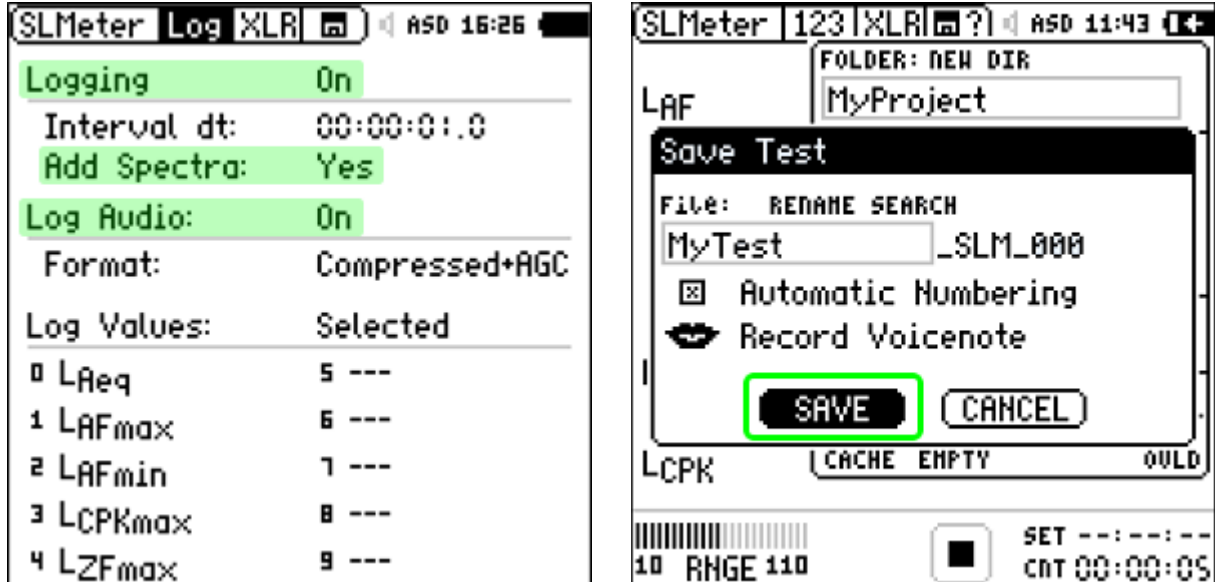 SLMeter Log XLR ASD 16:26
Logging On
Interval dt: 00:00:01.0
Add Spectra: Yes
Log Audio: On
Format: Compressed+AGC
Log Values: Selected
0 LAeq 5 ---
1 LAFmax 6 ---
2 LAFmin 7 ---
3 LCPKmax 8 ---
4 LZFmax 9 ---
SLMeter 123 XLR ? ASD 11:43
FOLDER: NEW DIR
LAF MyProject
Save Test
File: RENAME SEARCH
MyTest _SLM_000
Automatic Numbering
Record Voicenote
SAVE CANCEL
LCPK CACHE EMPTY OVLD
SET --:--:--
10 RNGE 110 CNT 00:00:05